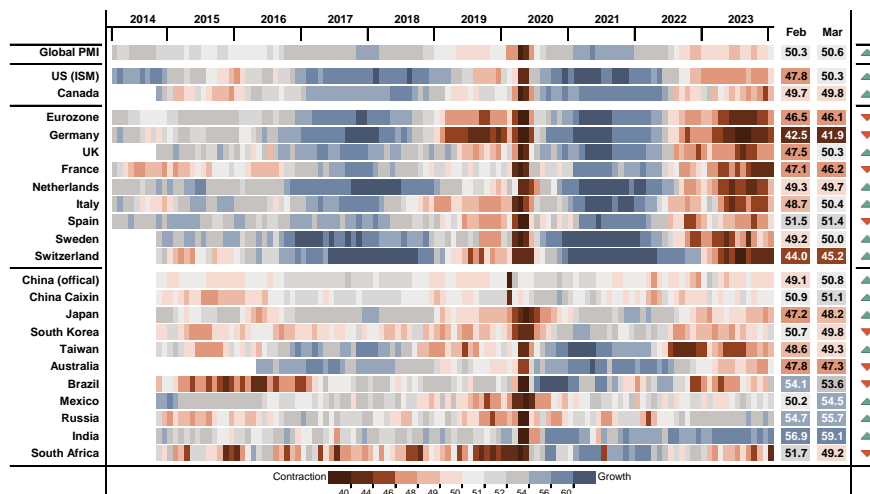 2014 2015 2016 2017 2018 2019 2020 2021 2022 2023 Feb Mar
Global PMI 50.3 50.6
US (ISM) 47.8 50.3
Canada 49.7 49.8
Eurozone 46.5 46.1
Germany 42.5 41.9
UK 47.5 50.3
France 47.1 46.2
Netherlands 49.3 49.7
Italy 48.7 50.4
Spain 51.5 51.4
Sweden 49.2 50.0
Switzerland 44.0 45.2
China (offical) 49.1 50.8
China Caixin 50.9 51.1
Japan 47.2 48.2
South Korea 50.7 49.8
Taiwan 48.6 49.3
Australia 47.8 47.3
Brazil 54.1 53.6
Mexico 50.2 54.5
Russia 54.7 55.7
India 56.9 59.1
South Africa 51.7 49.2
Contraction Growth
40 44 46 48 49 50 51 52 54 56 60